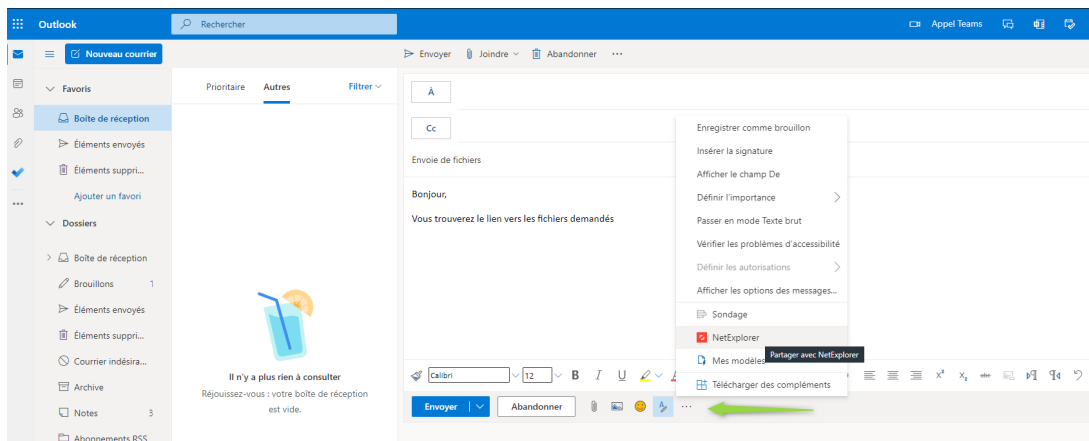 Outlook
Rechercher
Appel Teams
Nouveau courrier
Envoyer
Joindre
Abandonner
Favoris
Boîte de réception
Éléments envoyés
Éléments suppri...
Ajouter un favori
Dossiers
Boîte de réception
Brouillons 1
Éléments envoyés
Éléments suppri...
Courrier indésira...
Archive
Notes 3
Abonnements RSS
Prioritaire
Autres
Filtrer
Il n'y a plus rien à consulter
Réjouissez-vous : votre boîte de réception
est vide.
À
Cc
Envoie de fichiers
Bonjour,
Vous trouverez le lien vers les fichiers demandés
Enregistrer comme brouillon
Insérer la signature
Afficher le champ De
Définir l'importance
Passer en mode Texte brut
Vérifier les problèmes d'accessibilité
Définir les autorisations
Afficher les options des messages...
Sondage
NetExplorer
Partager avec NetExplorer
Mes modèles
Télécharger des compléments
Calibri
12
B I U
Envoyer
Abandonner